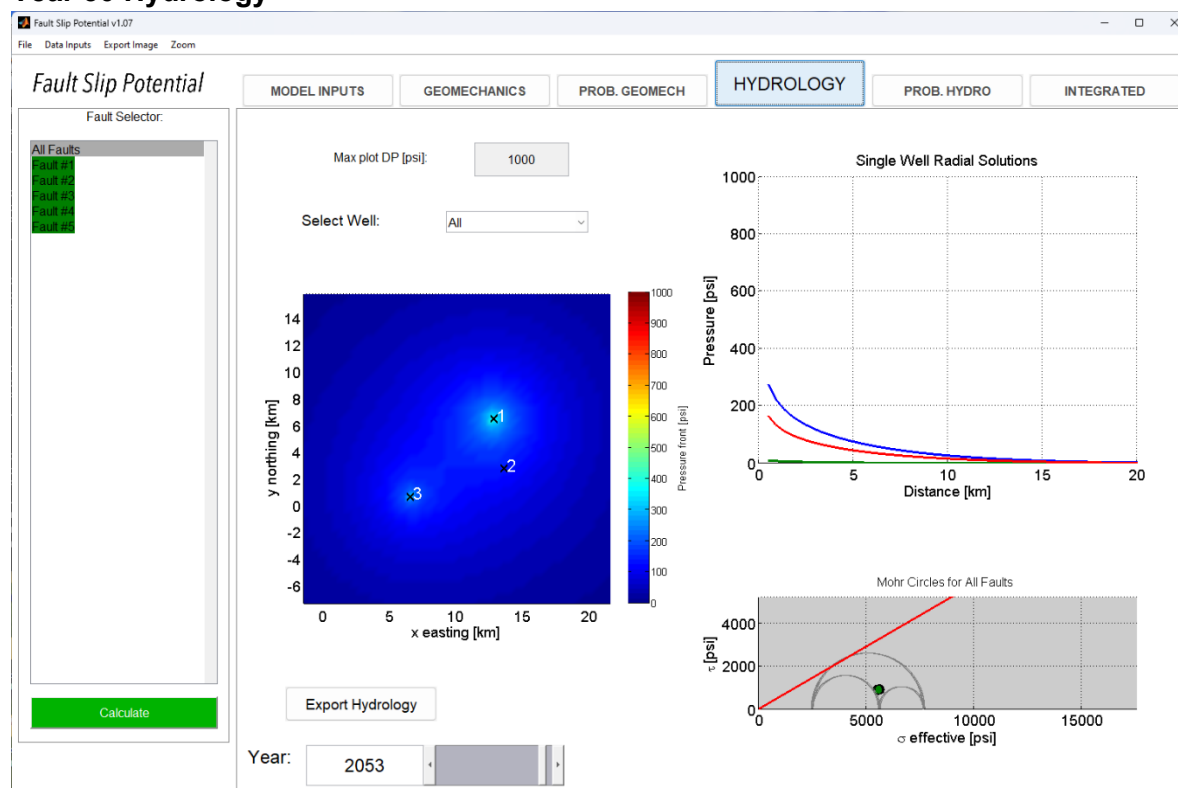 Fault Slip Potential v1.07
File Data Inputs Export Image Zoom
Fault Slip Potential
MODEL INPUTS
GEOMECHANICS
PROB. GEOMECH
HYDROLOGY
PROB. HYDRO
INTEGRATED
Fault Selector:
All Faults
Fault #1
Fault #2
Fault #3
Fault #4
Fault #5
Calculate
Max plot DP [psi]:
1000
Select Well:
All
14
12
10
8
6
4
2
0
-2
-4
-6
y northing [km]
0 5 10 15 20
x easting [km]
1
2
3
1000
900
800
700
600
500
400
300
200
100
0
Pressure front [psi]
Export Hydrology
Year:
2053
Single Well Radial Solutions
1000
800
600
400
200
0
Pressure [psi]
0 5 10 15 20
Distance [km]
Mohr Circles for All Faults
4000
2000
0
τ [psi]
0 5000 10000 15000
σ effective [psi]